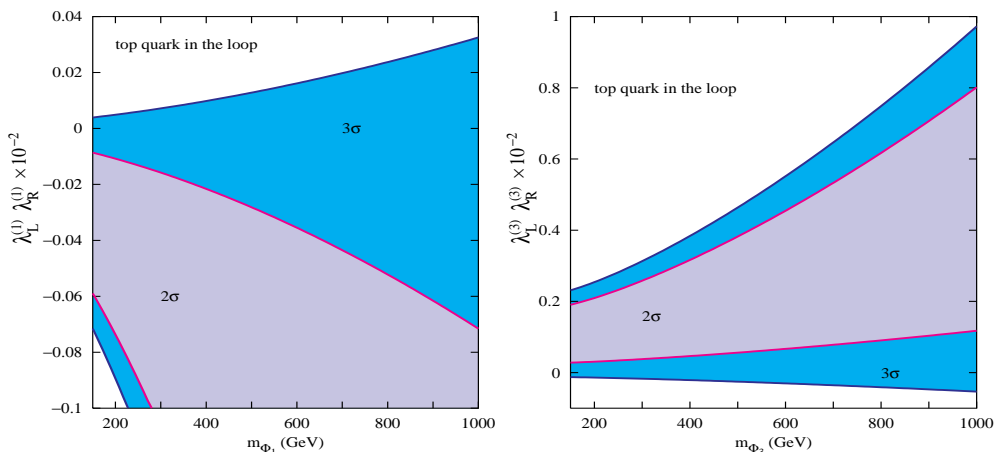 0.04
0.02
0
−0.02
−0.04
−0.06
−0.08
−0.1
200 400 600 800 1000
m_Φ₁ (GeV)
λ_L^(1) λ_R^(1) ×10^−2
top quark in the loop
3σ
2σ
1
0.8
0.6
0.4
0.2
0
200 400 600 800 1000
m_Φ₃ (GeV)
λ_L^(3) λ_R^(3) ×10^−2
top quark in the loop
2σ
3σ